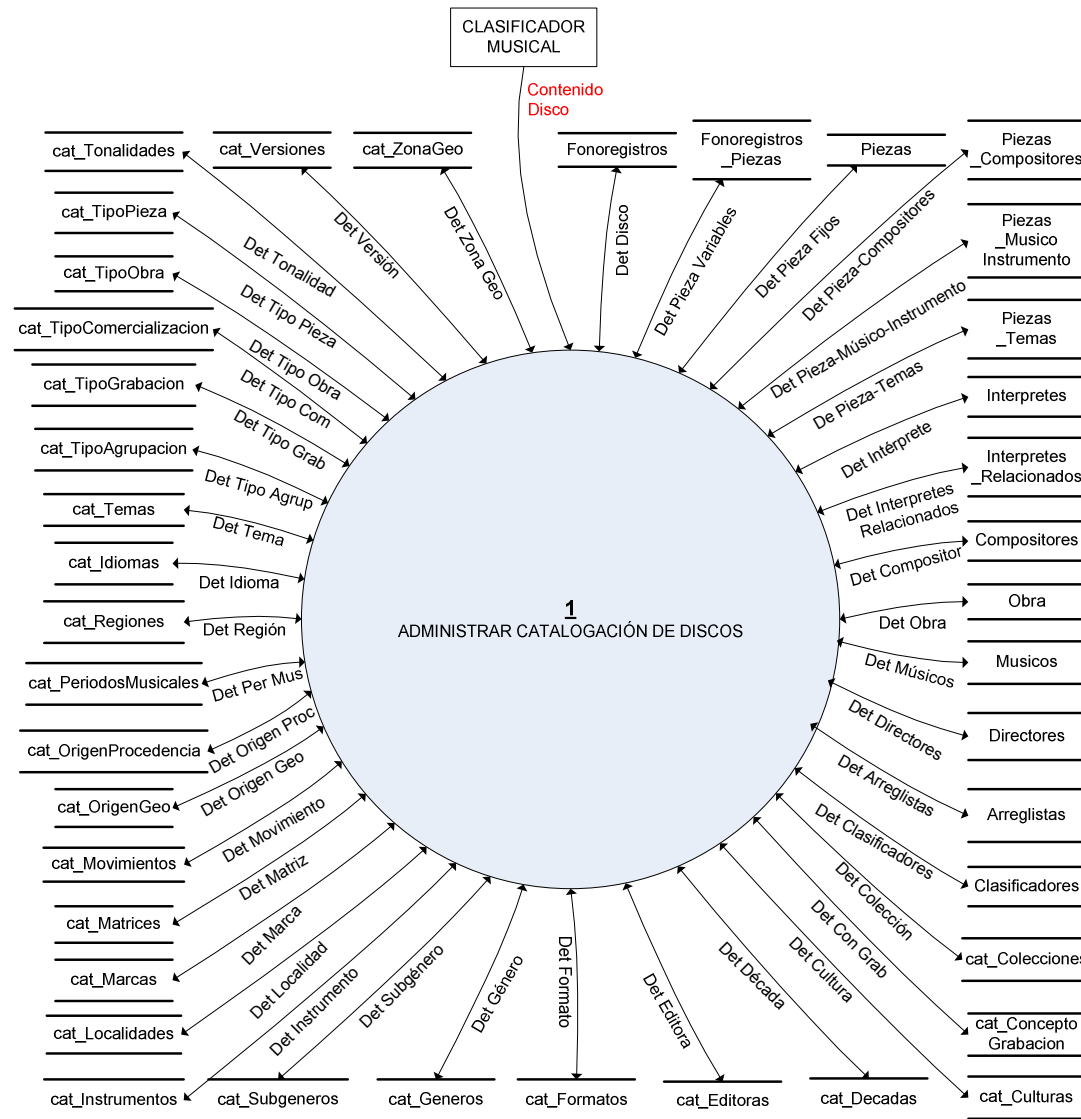 CLASIFICADOR
MUSICAL
Contenido
Disco
cat_Tonalidades
cat_Versiones
cat_ZonaGeo
Fonoregistros
Fonoregistros
_Piezas
Piezas
Piezas
_Compositores
cat_TipoPieza
Piezas
_Musico
Instrumento
cat_TipoObra
cat_TipoComercializacion
Piezas
_Temas
cat_TipoGrabacion
Interpretes
cat_TipoAgrupacion
Interpretes
_Relacionados
cat_Temas
Compositores
cat_Idiomas
Obra
cat_Regiones
Musicos
cat_PeriodosMusicales
Directores
cat_OrigenProcedencia
cat_OrigenGeo
Arreglistas
cat_Movimientos
Clasificadores
cat_Matrices
cat_Colecciones
cat_Marcas
cat_Localidades
cat_Concepto
Grabacion
cat_Instrumentos
cat_Subgeneros
cat_Generos
cat_Formatos
cat_Editoras
cat_Decadas
cat_Culturas
Det Tonalidad
Det Versión
Det Zona Geo
Det Disco
Det Pieza Variables
Det Pieza Fijos
Det Pieza-Compositores
Det Pieza-Músico-Instrumento
De Pieza-Temas
Det Intérprete
Det Interpretes
Relacionados
Det Compositor
Det Obra
Det Músicos
Det Directores
Det Arreglistas
Det Clasificadores
Det Colección
Det Con Grab
Det Cultura
Det Década
Det Editora
Det Formato
Det Género
Det Subgénero
Det Instrumento
Det Localidad
Det Marca
Det Matriz
Det Movimiento
Det Origen Geo
Det Origen Proc
Det Per Mus
Det Región
Det Idioma
Det Tema
Det Tipo Agrup
Det Tipo Grab
Det Tipo Com
Det Tipo Obra
Det Tipo Pieza
1
ADMINISTRAR CATALOGACIÓN DE DISCOS